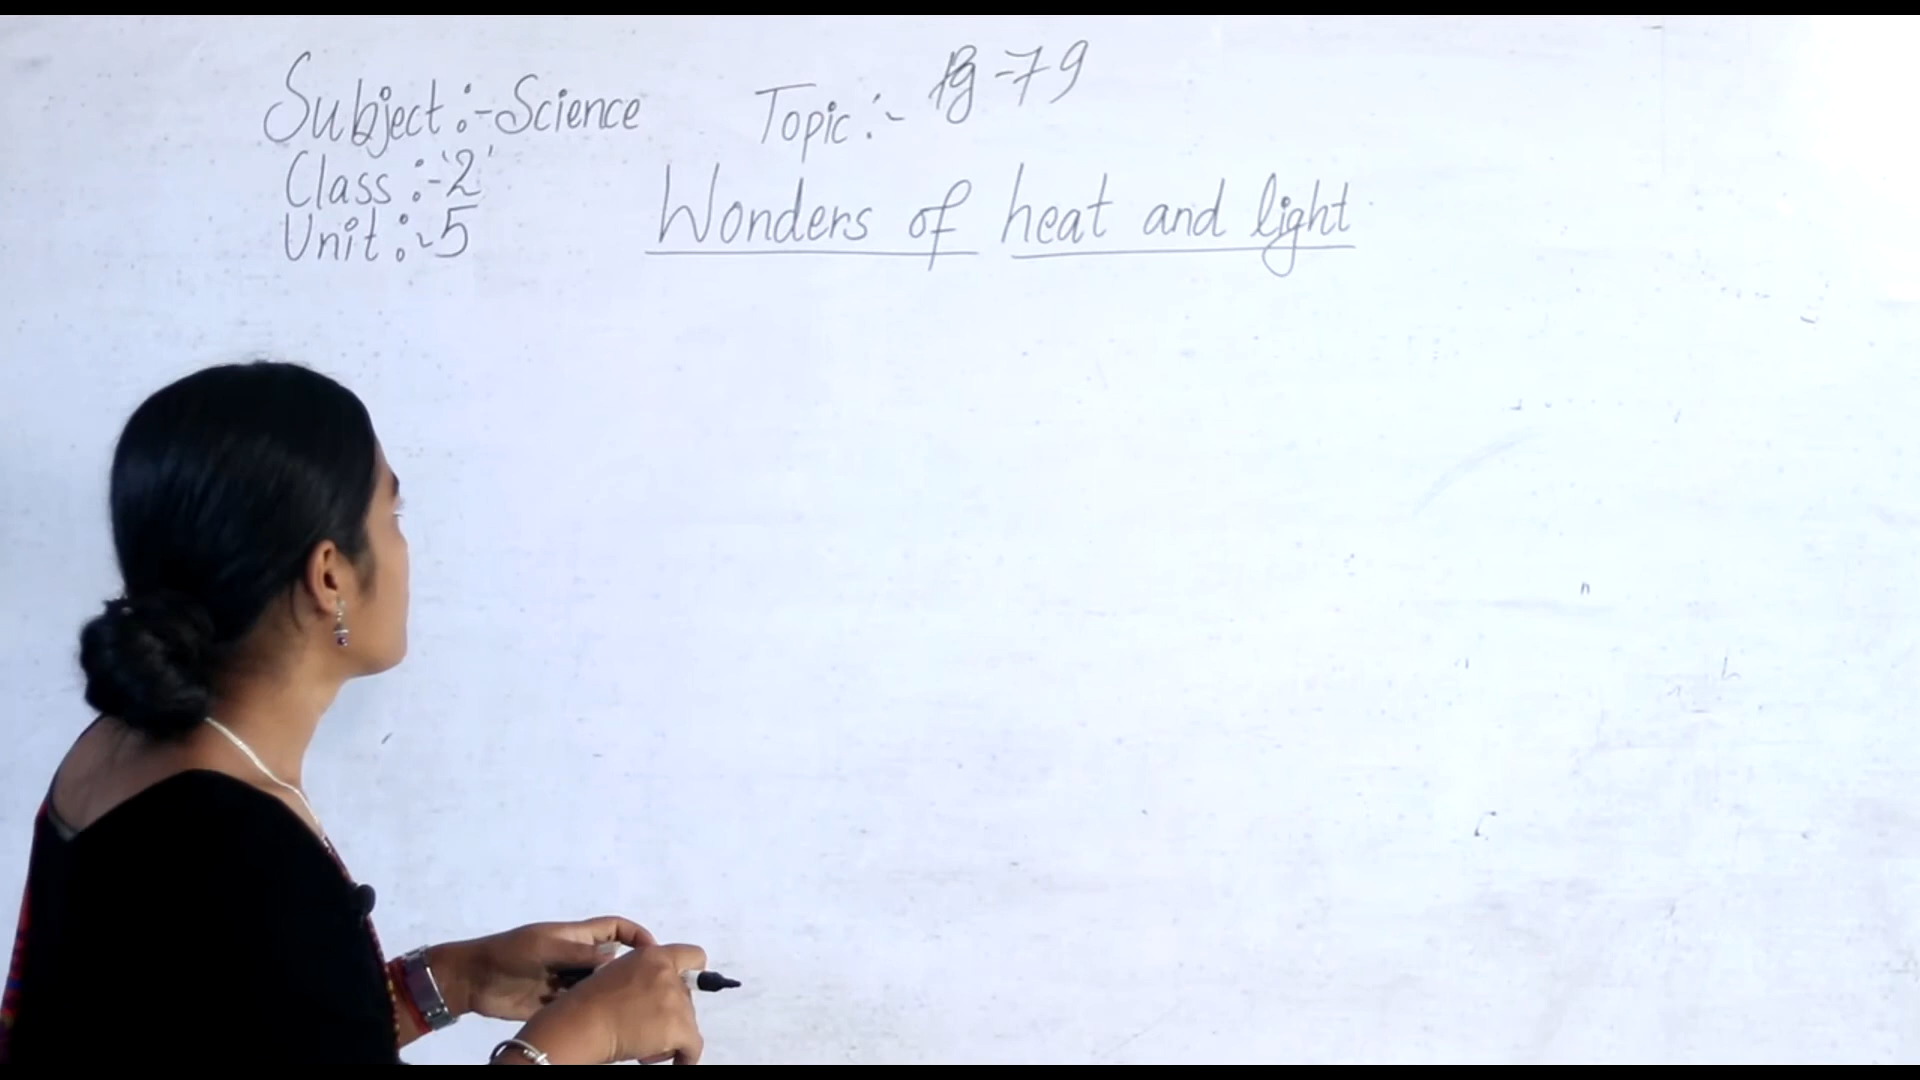 Subject:- Science
Class:- '2'
Unit:- 5
Topic:- Pg-79
Wonders of heat and light